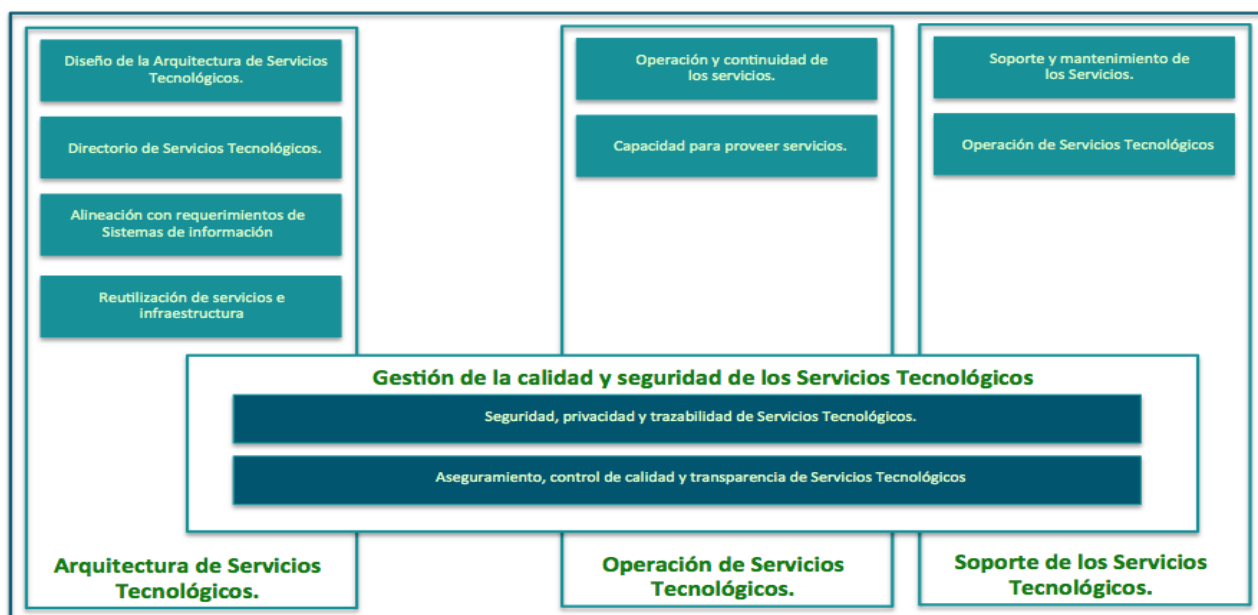 Diseño de la Arquitectura de Servicios
Tecnológicos.
Directorio de Servicios Tecnológicos.
Alineación con requerimientos de
Sistemas de información
Reutilización de servicios e
infraestructura
Operación y continuidad de
los servicios.
Capacidad para proveer servicios.
Soporte y mantenimiento de
los Servicios.
Operación de Servicios Tecnológicos
Gestión de la calidad y seguridad de los Servicios Tecnológicos
Seguridad, privacidad y trazabilidad de Servicios Tecnológicos.
Aseguramiento, control de calidad y transparencia de Servicios Tecnológicos
Arquitectura de Servicios
Tecnológicos.
Operación de Servicios
Tecnológicos.
Soporte de los Servicios
Tecnológicos.